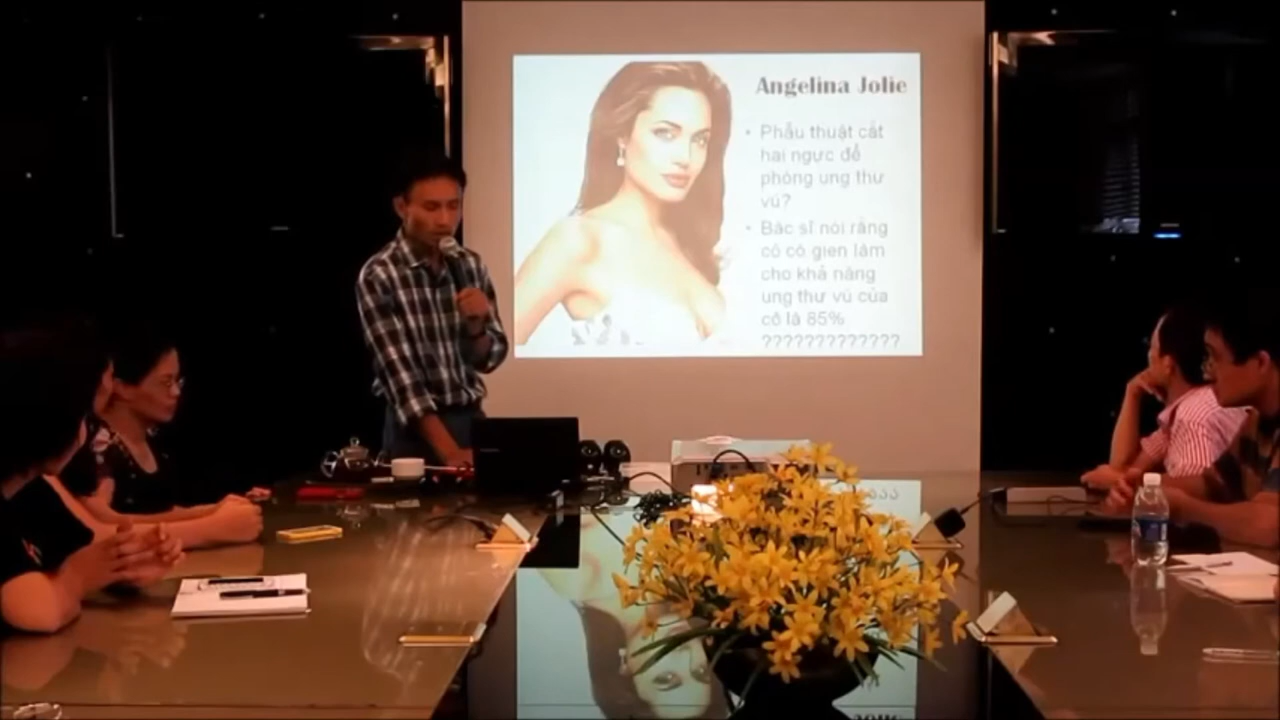 Angelina Jolie
• Phẫu thuật cắt
hai ngực để
phòng ung thư
vú?
• Bác sĩ nói rằng
cô có gien làm
cho khả năng
ung thư vú của
cô là 85%
?????????????